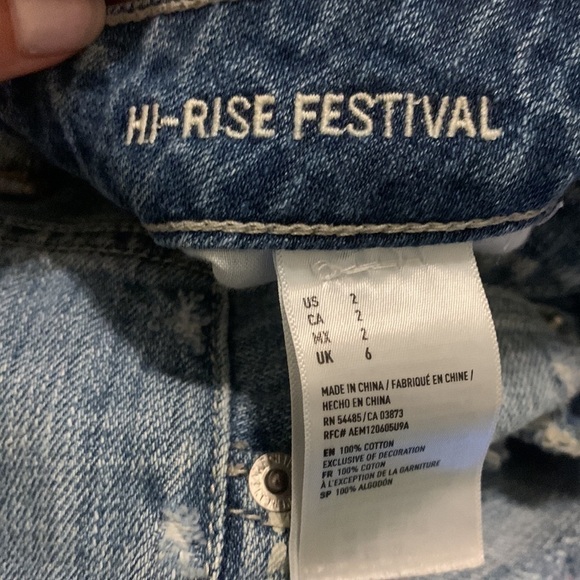 HI-RISE FESTIVAL
US 2
CA 2
MX 2
UK 6
MADE IN CHINA / FABRIQUÉ EN CHINE /
HECHO EN CHINA
RN 54485/CA 03873
RFC# AEM120605U9A
EN 100% COTTON
EXCLUSIVE OF DECORATION
FR 100% COTON
À L'EXCEPTION DE LA GARNITURE
SP 100% ALGODÓN